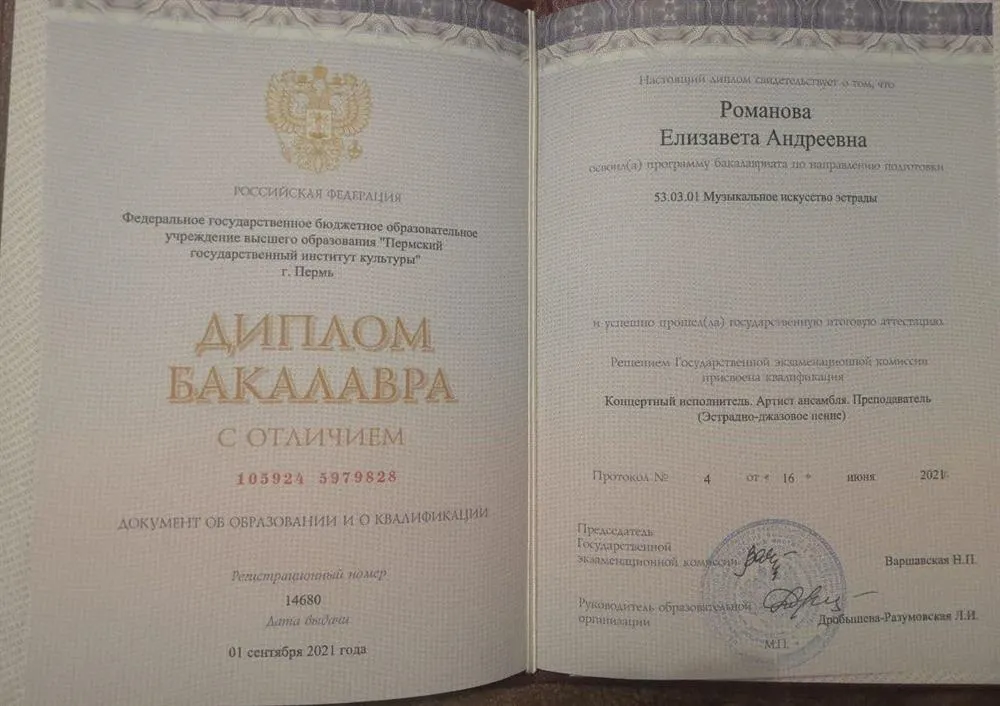 РОССИЙСКАЯ ФЕДЕРАЦИЯ
Федеральное государственное бюджетное образовательное
учреждение высшего образования "Пермский
государственный институт культуры"
г. Пермь
ДИПЛОМ
БАКАЛАВРА
С ОТЛИЧИЕМ
105924 5979828
ДОКУМЕНТ ОБ ОБРАЗОВАНИИ И О КВАЛИФИКАЦИИ
Регистрационный номер
14680
Дата выдачи
01 сентября 2021 года
Настоящий диплом свидетельствует о том, что
Романова
Елизавета Андреевна
освоил(а) программу бакалавриата по направлению подготовки
53.03.01 Музыкальное искусство эстрады
и успешно прошел(ла) государственную итоговую аттестацию.
Решением Государственной экзаменационной комиссии
присвоена квалификация
Концертный исполнитель. Артист ансамбля. Преподаватель
(Эстрадно-джазовое пение)
Протокол № 4 от « 16 » июня 2021г.
Председатель
Государственной
экзаменационной комиссии Варшавская Н.П.
Руководитель образовательной
организации Дробышева-Разумовская Л.И.
М.П.